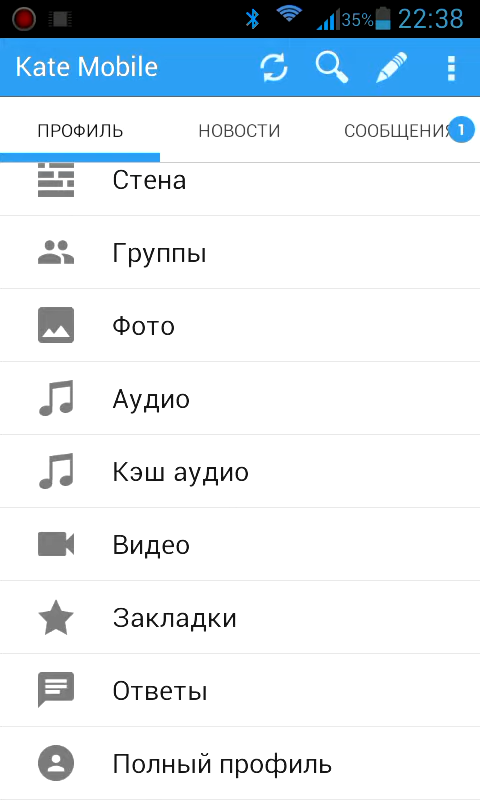 35% 22:38
Kate Mobile
ПРОФИЛЬ НОВОСТИ СООБЩЕНИЯ 1
Стена
Группы
Фото
Аудио
Кэш аудио
Видео
Закладки
Ответы
Полный профиль